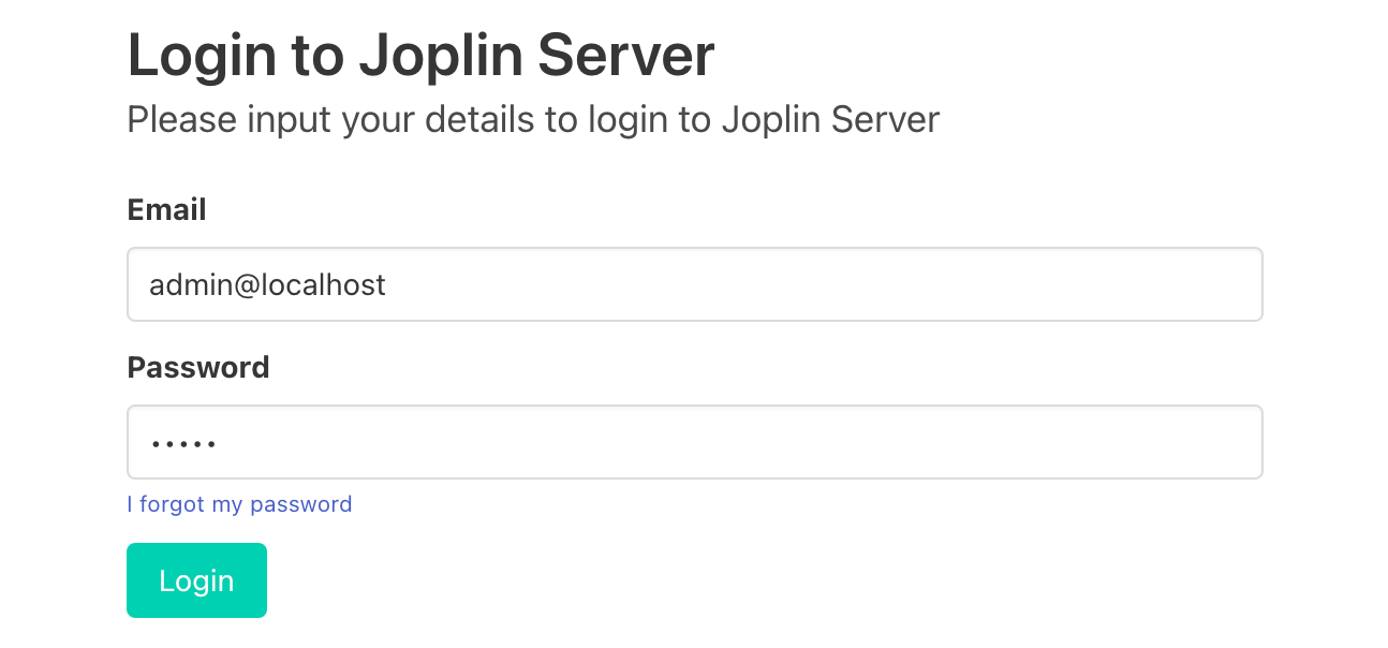 Login to Joplin Server
Please input your details to login to Joplin Server
Email
admin@localhost
Password
•••••
I forgot my password
Login